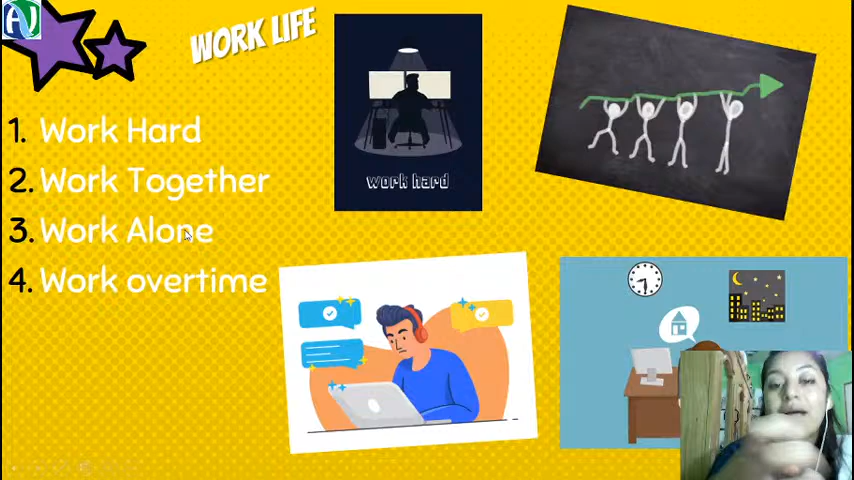 WORK LIFE
1. Work Hard
2. Work Together
3. Work Alone
4. Work overtime
work hard